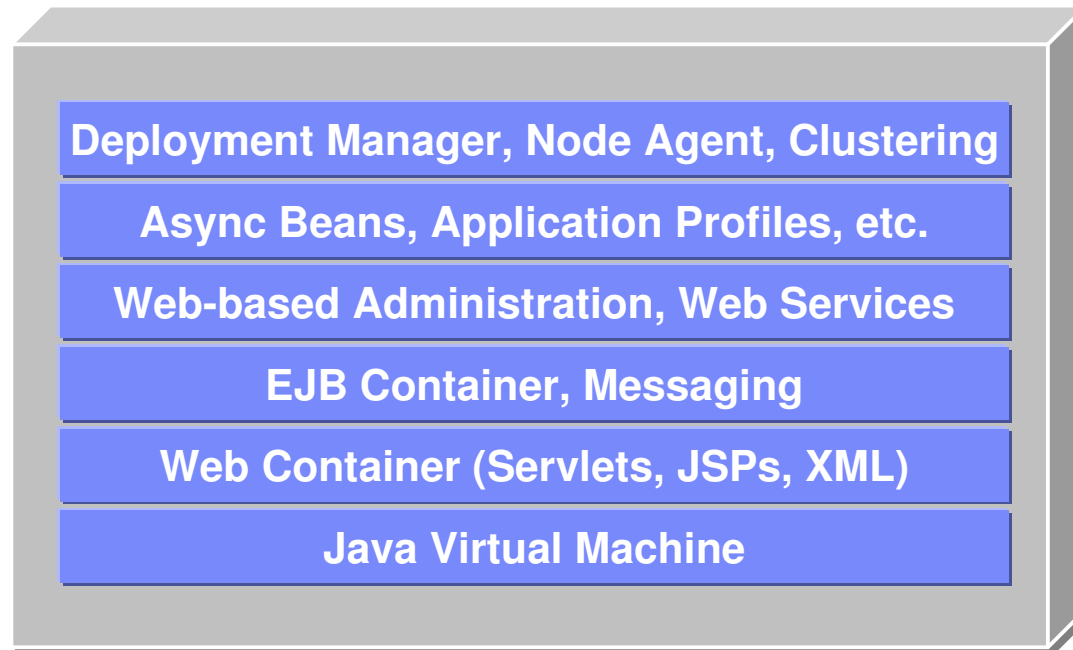 Deployment Manager, Node Agent, Clustering
Async Beans, Application Profiles, etc.
Web-based Administration, Web Services
EJB Container, Messaging
Web Container (Servlets, JSPs, XML)
Java Virtual Machine